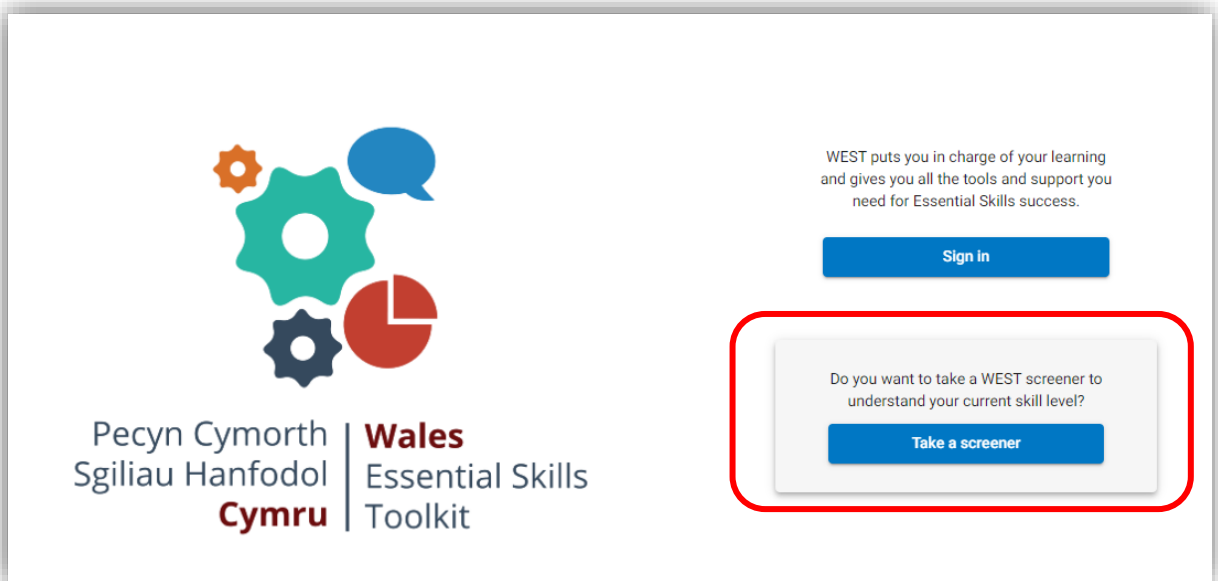 Pecyn Cymorth
Sgiliau Hanfodol
Cymru
Wales
Essential Skills
Toolkit
WEST puts you in charge of your learning
and gives you all the tools and support you
need for Essential Skills success.
Sign in
Do you want to take a WEST screener to
understand your current skill level?
Take a screener